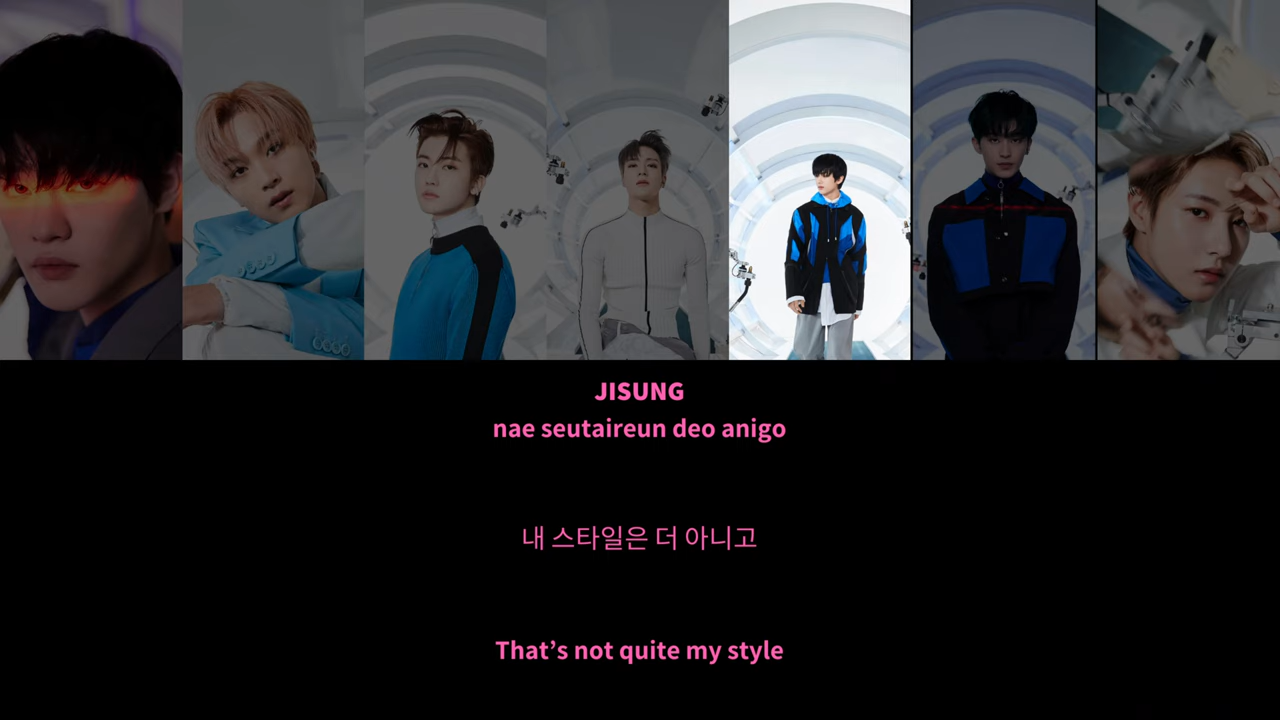 JISUNG
nae seutaireun deo anigo
내 스타일은 더 아니고
That’s not quite my style